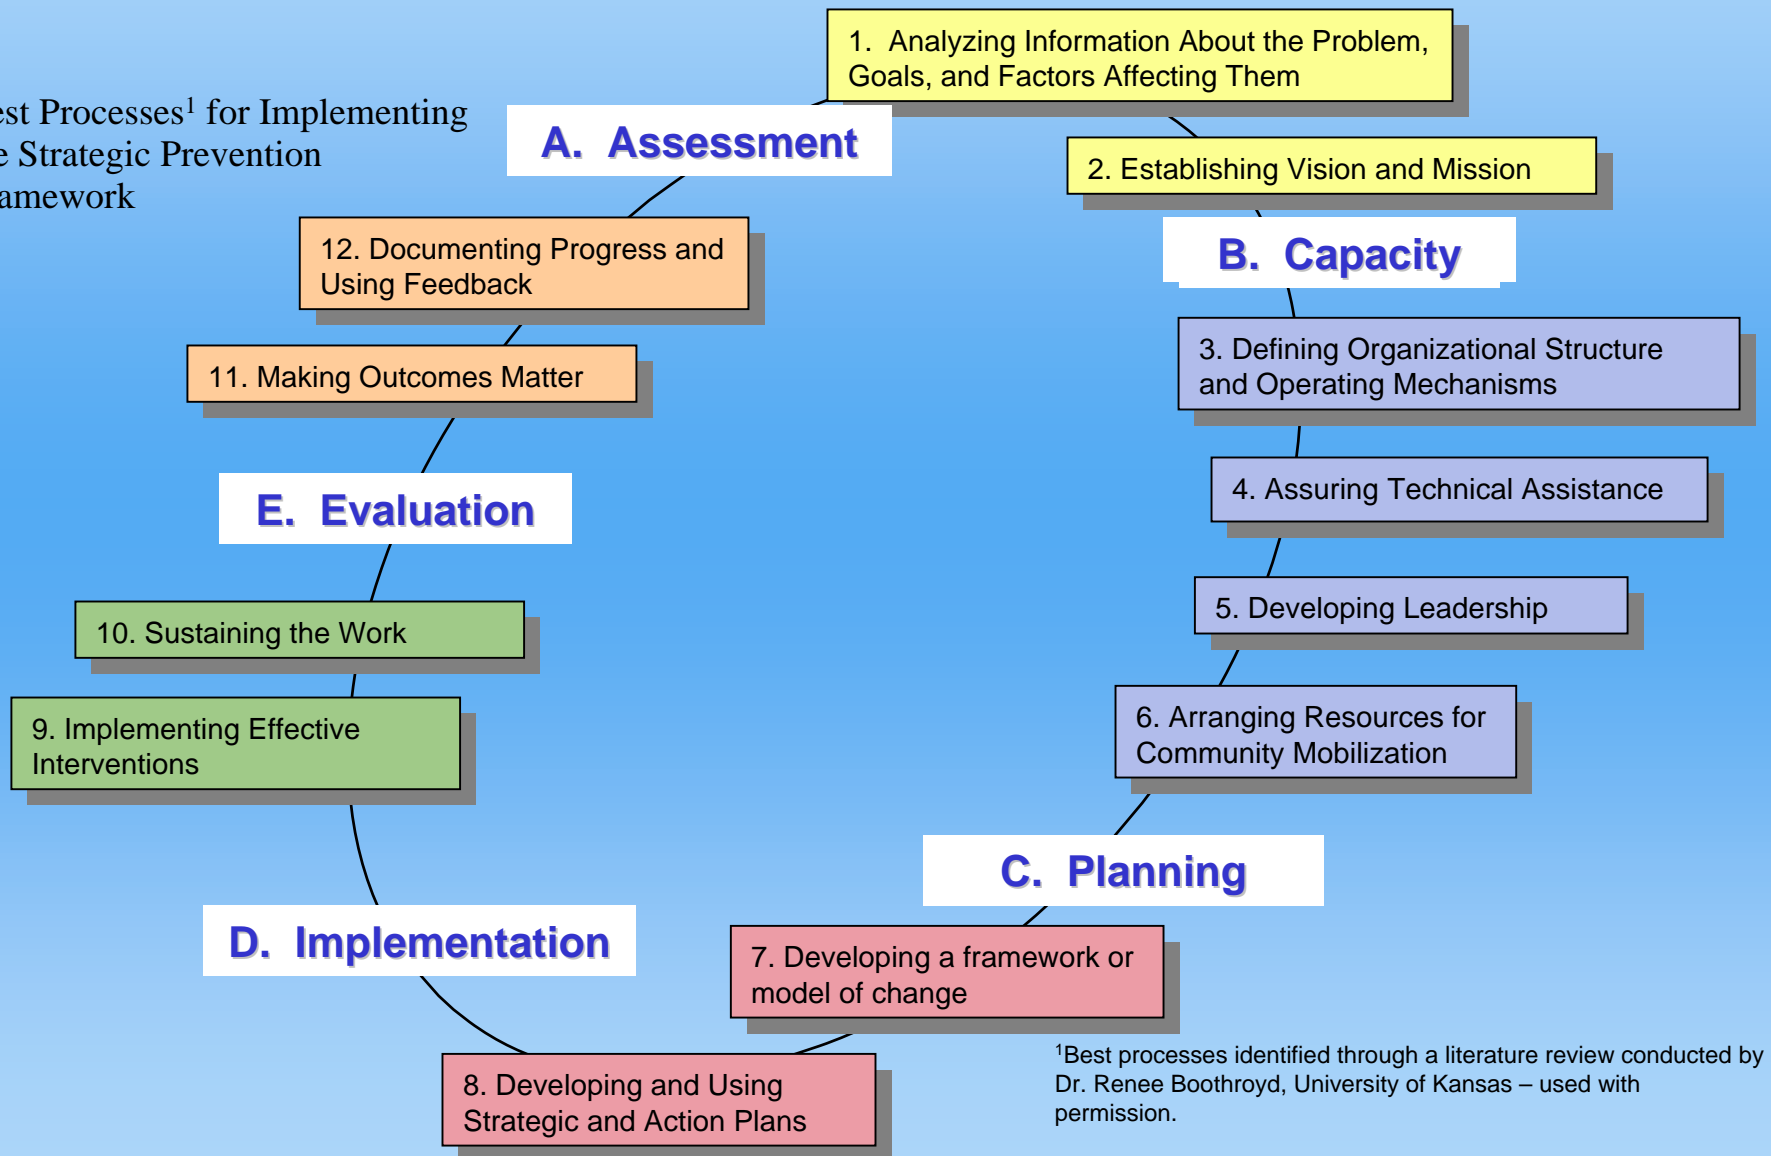 est Processes¹ for Implementing
e Strategic Prevention
amework
A. Assessment
1. Analyzing Information About the Problem,
Goals, and Factors Affecting Them
2. Establishing Vision and Mission
B. Capacity
3. Defining Organizational Structure
and Operating Mechanisms
4. Assuring Technical Assistance
5. Developing Leadership
6. Arranging Resources for
Community Mobilization
C. Planning
7. Developing a framework or
model of change
8. Developing and Using
Strategic and Action Plans
D. Implementation
9. Implementing Effective
Interventions
10. Sustaining the Work
E. Evaluation
11. Making Outcomes Matter
12. Documenting Progress and
Using Feedback
¹Best processes identified through a literature review conducted by
Dr. Renee Boothroyd, University of Kansas – used with
permission.